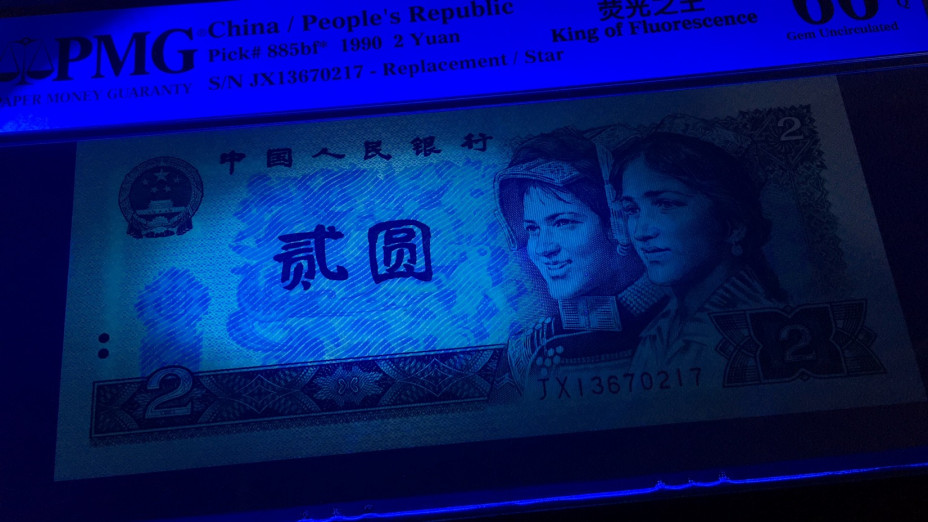 PMG
PAPER MONEY GUARANTY
China / People's Republic
Pick# 885bf* 1990 2 Yuan
S/N JX13670217 - Replacement / Star
荧光之王
King of Fluorescence
66 Q
Gem Uncirculated
中国人民银行
2
贰圆
2
2
JX13670217